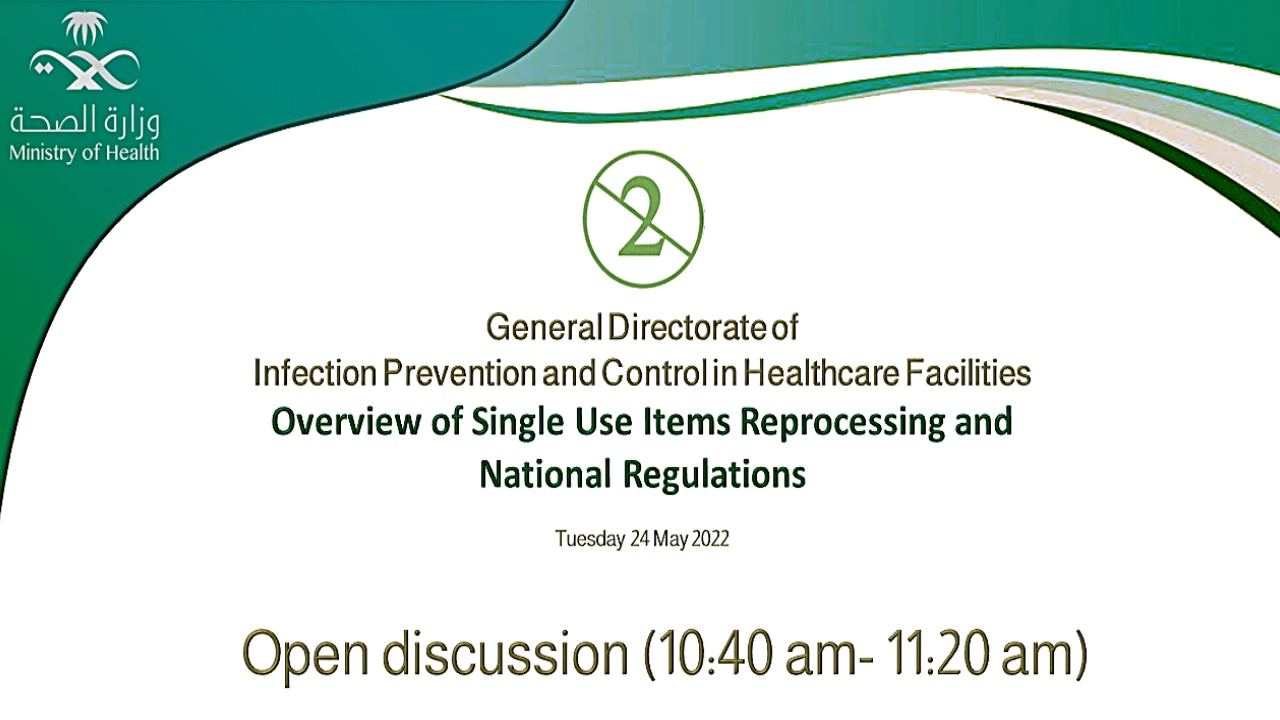 وزارة الصحة
Ministry of Health
2
General Directorate of
Infection Prevention and Control in Healthcare Facilities
Overview of Single Use Items Reprocessing and
National Regulations
Tuesday 24 May 2022
Open discussion (10:40 am- 11:20 am)